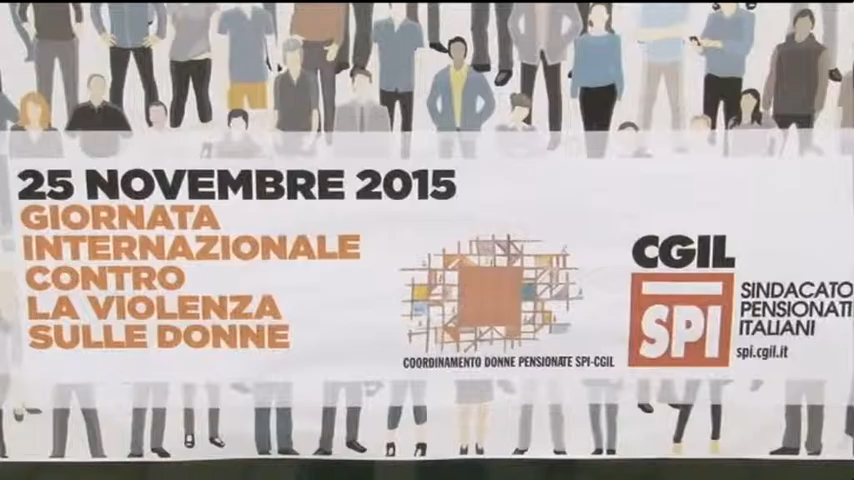 25 NOVEMBRE 2015
GIORNATA
INTERNAZIONALE
CONTRO
LA VIOLENZA
SULLE DONNE
COORDINAMENTO DONNE PENSIONATE SPI-CGIL
CGIL
SPI
SINDACATO
PENSIONATI
ITALIANI
spi.cgil.it